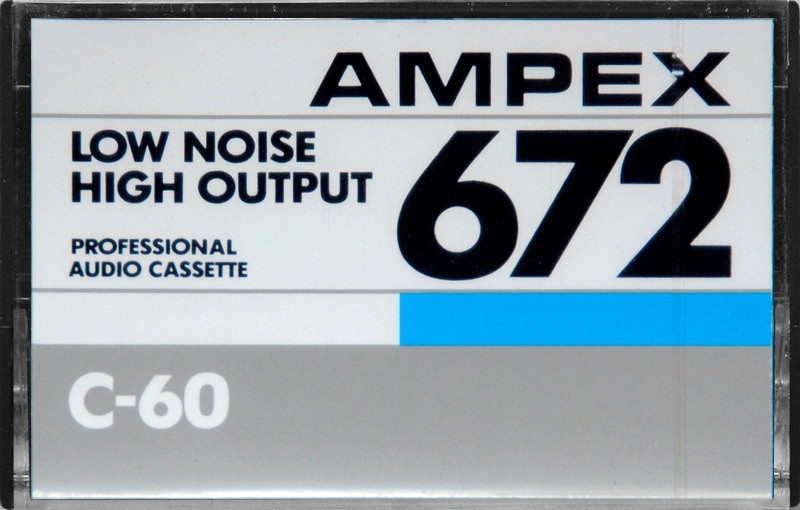 AMPEX
LOW NOISE
HIGH OUTPUT
672
PROFESSIONAL
AUDIO CASSETTE
C-60